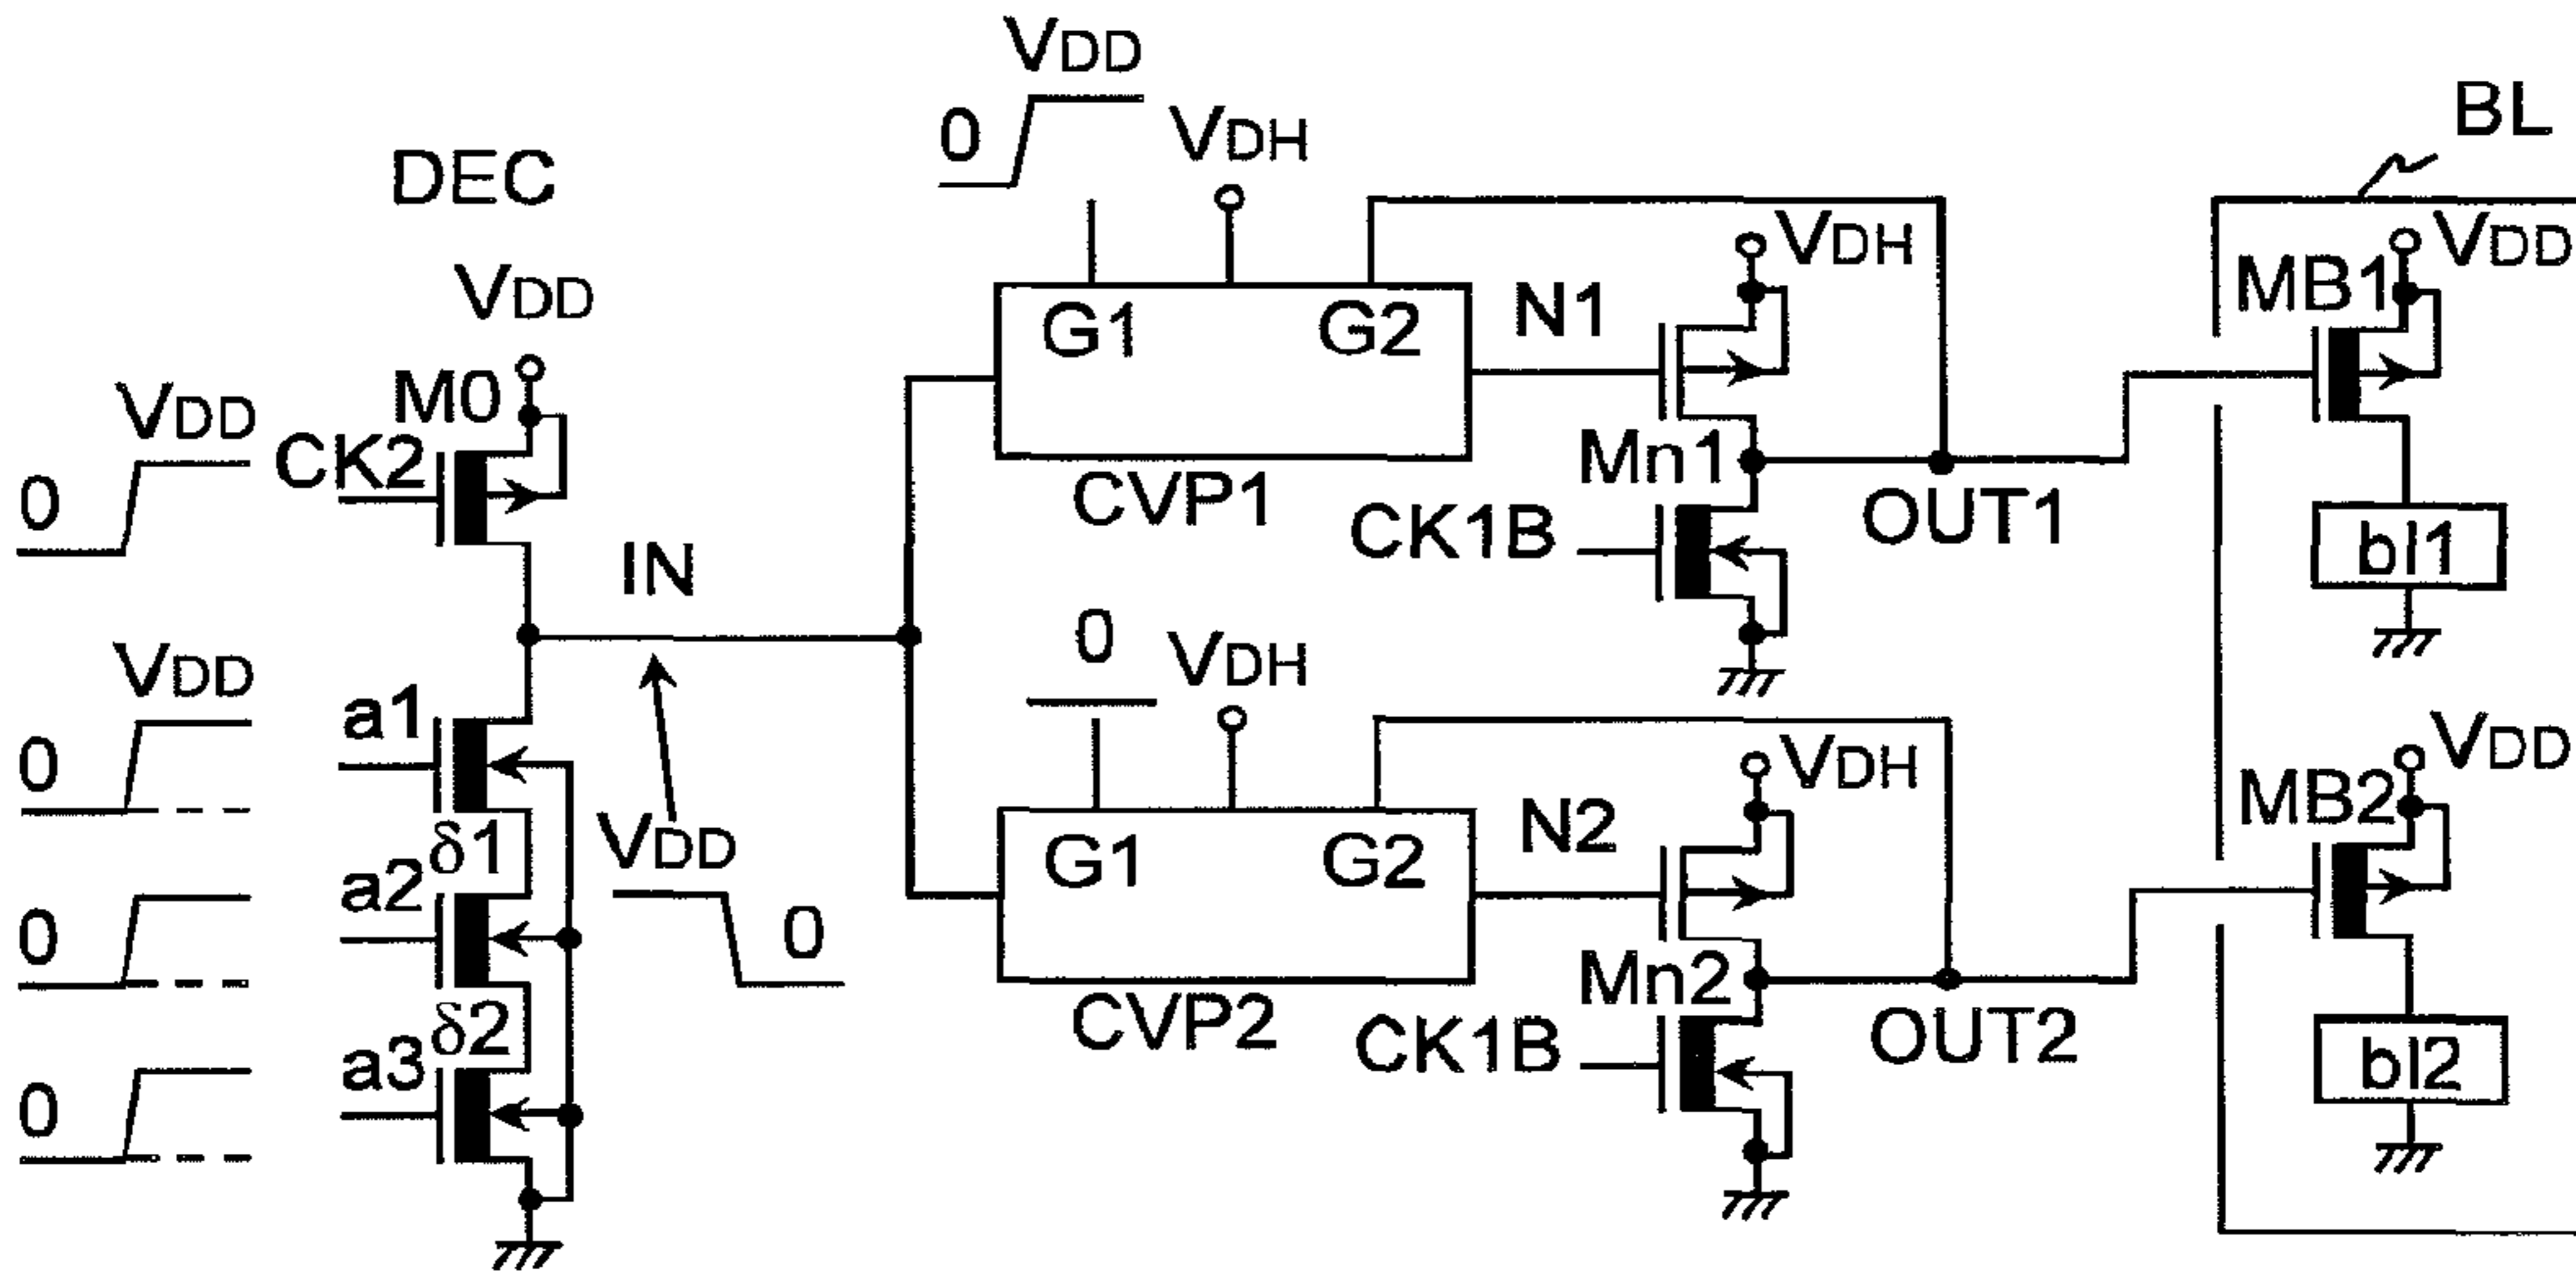 VDD
0
VDH
BL
DEC
VDH
VDD
MB1
VDD
G1
G2
N1
M0
VDD
CK2
0
Mn1
CVP1
CK1B
OUT1
bl1
IN
0
VDH
VDD
a1
0
VDH
VDD
MB2
N2
VDD
δ1
G1
G2
a2
0
0
Mn2
CVP2
CK1B
OUT2
δ2
a3
0
bl2